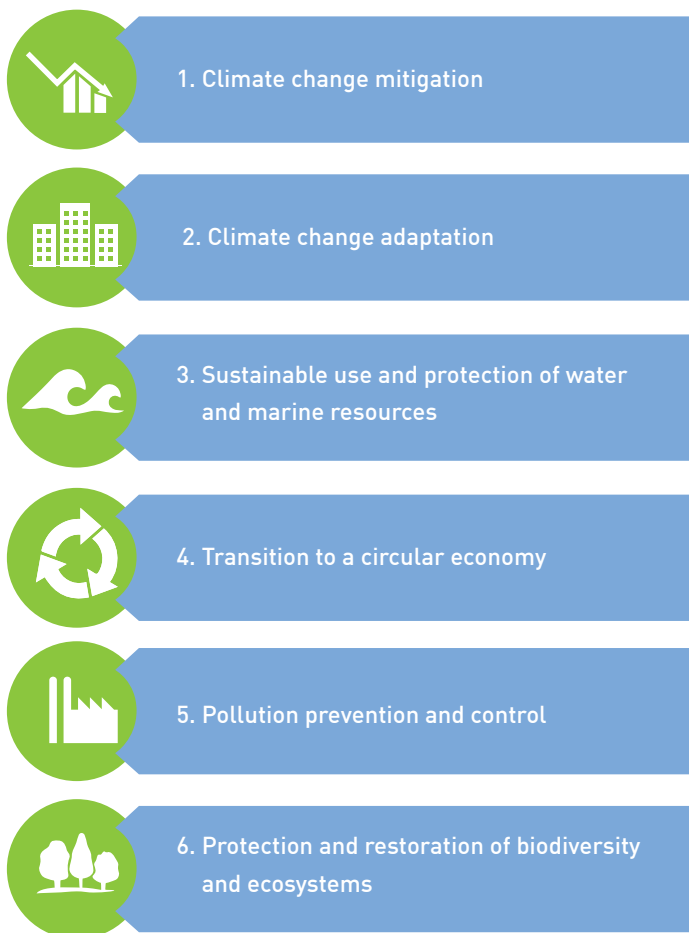 1. Climate change mitigation
2. Climate change adaptation
3. Sustainable use and protection of water
and marine resources
4. Transition to a circular economy
5. Pollution prevention and control
6. Protection and restoration of biodiversity
and ecosystems